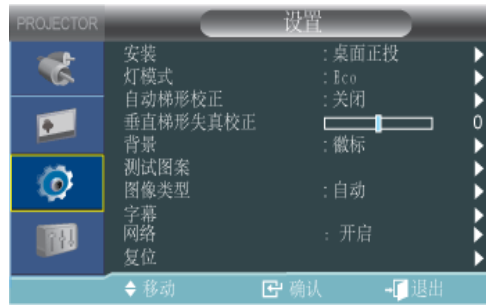 PROJECTOR 设置
安装 : 桌面正投
灯模式 : Eco
自动梯形校正 : 关闭
垂直梯形失真校正 0
背景 : 徽标
测试图案
图像类型 : 自动
字幕
网络 : 开启
复位
移动 确认 退出